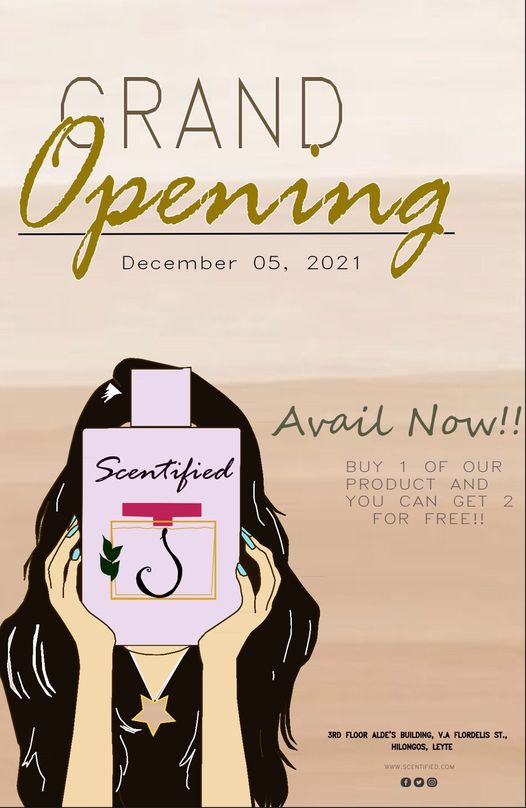 GRAND
Opening
December 05, 2021
Avail Now!!
BUY 1 OF OUR
PRODUCT AND
YOU CAN GET 2
FOR FREE!!
Scentified
3RD FLOOR ALDE'S BUILDING, V.A FLORDELIS ST.,
HILONGOS, LEYTE
WWW.SCENTIFIED.COM